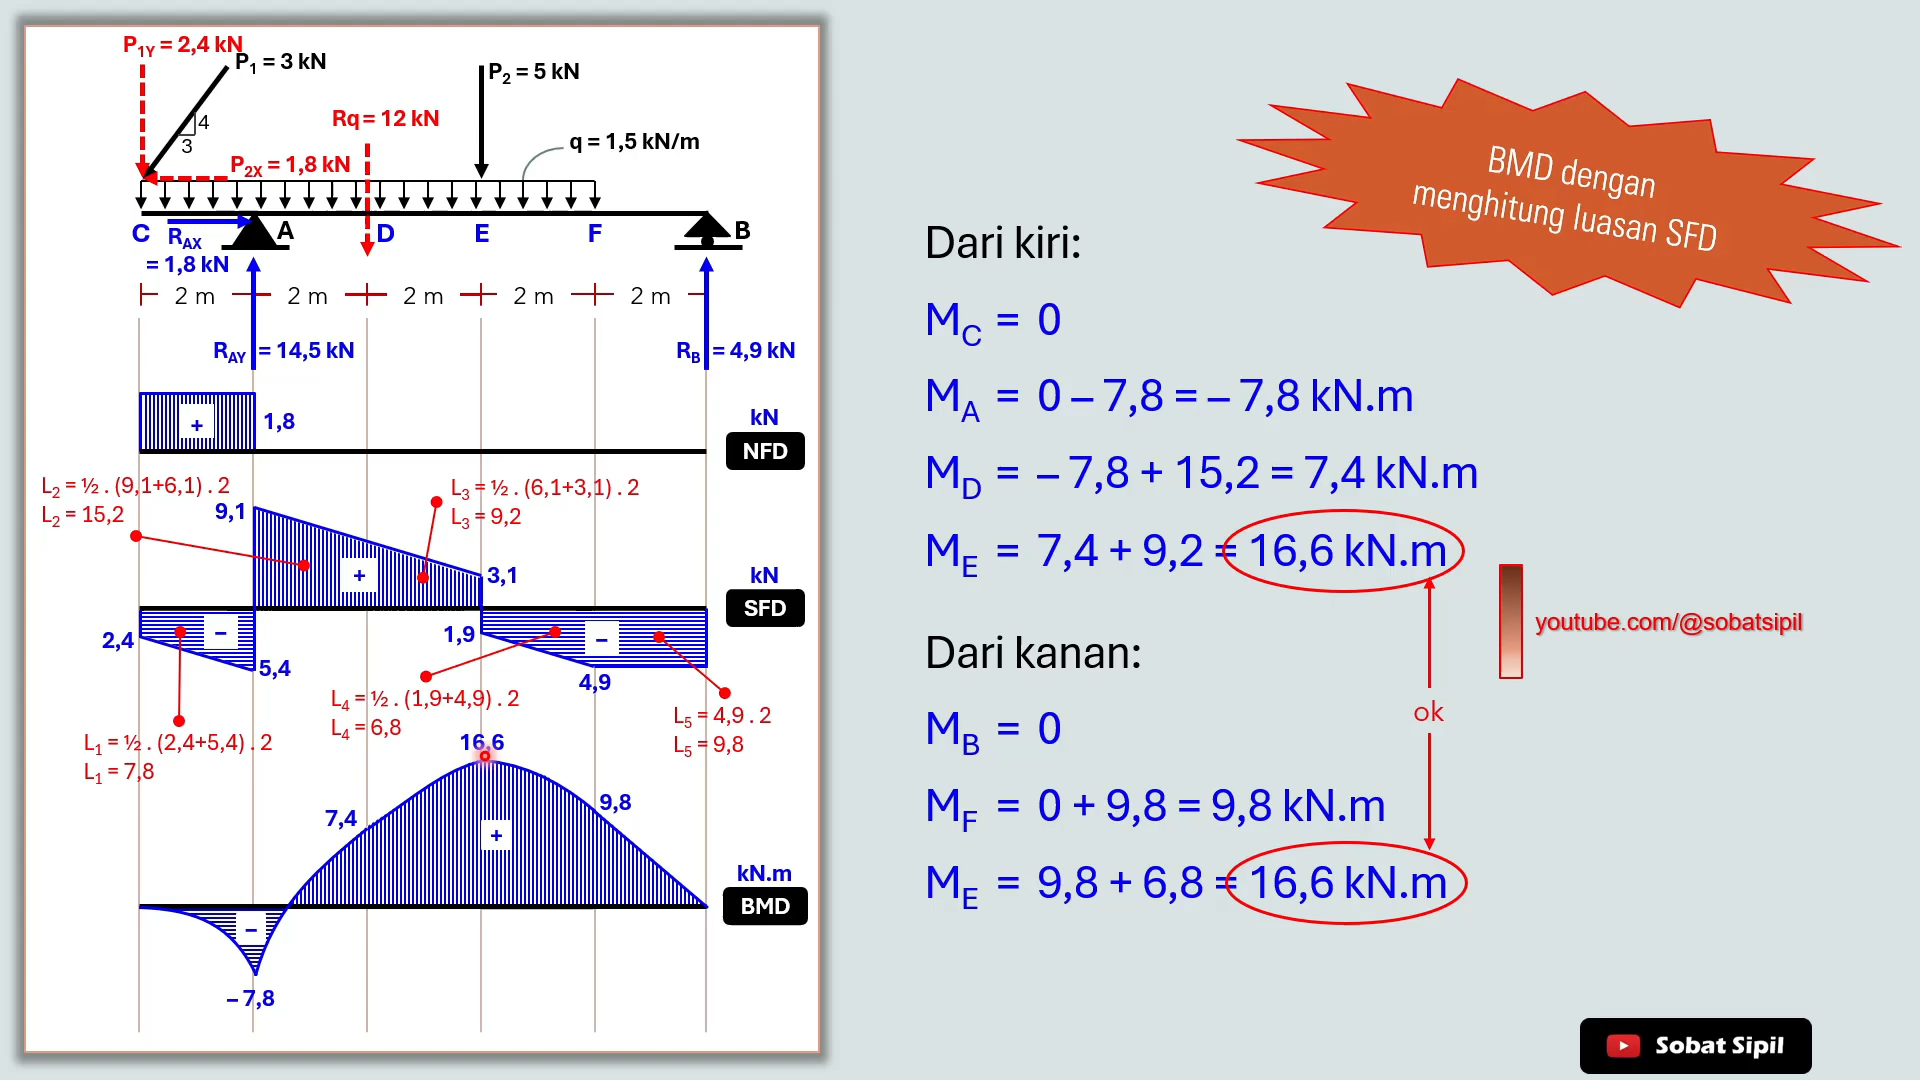 P1Y = 2,4 kN
P1 = 3 kN
P2 = 5 kN
4
3
Rq = 12 kN
q = 1,5 kN/m
P2X = 1,8 kN
C
RAX
= 1,8 kN
A
D
E
F
B
2 m
2 m
2 m
2 m
2 m
RAY = 14,5 kN
RB = 4,9 kN
+
1,8
kN
NFD
L2 = ½ . (9,1+6,1) . 2
L2 = 15,2
9,1
L3 = ½ . (6,1+3,1) . 2
L3 = 9,2
+
3,1
kN
SFD
2,4
–
5,4
1,9
–
4,9
L1 = ½ . (2,4+5,4) . 2
L1 = 7,8
L4 = ½ . (1,9+4,9) . 2
L4 = 6,8
L5 = 4,9 . 2
L5 = 9,8
16,6
7,4
9,8
+
kN.m
BMD
–
– 7,8
BMD dengan
menghitung luasan SFD
Dari kiri:
MC = 0
MA = 0 – 7,8 = – 7,8 kN.m
MD = – 7,8 + 15,2 = 7,4 kN.m
ME = 7,4 + 9,2 = 16,6 kN.m
youtube.com/@sobatsipil
ok
Dari kanan:
MB = 0
MF = 0 + 9,8 = 9,8 kN.m
ME = 9,8 + 6,8 = 16,6 kN.m
Sobat Sipil